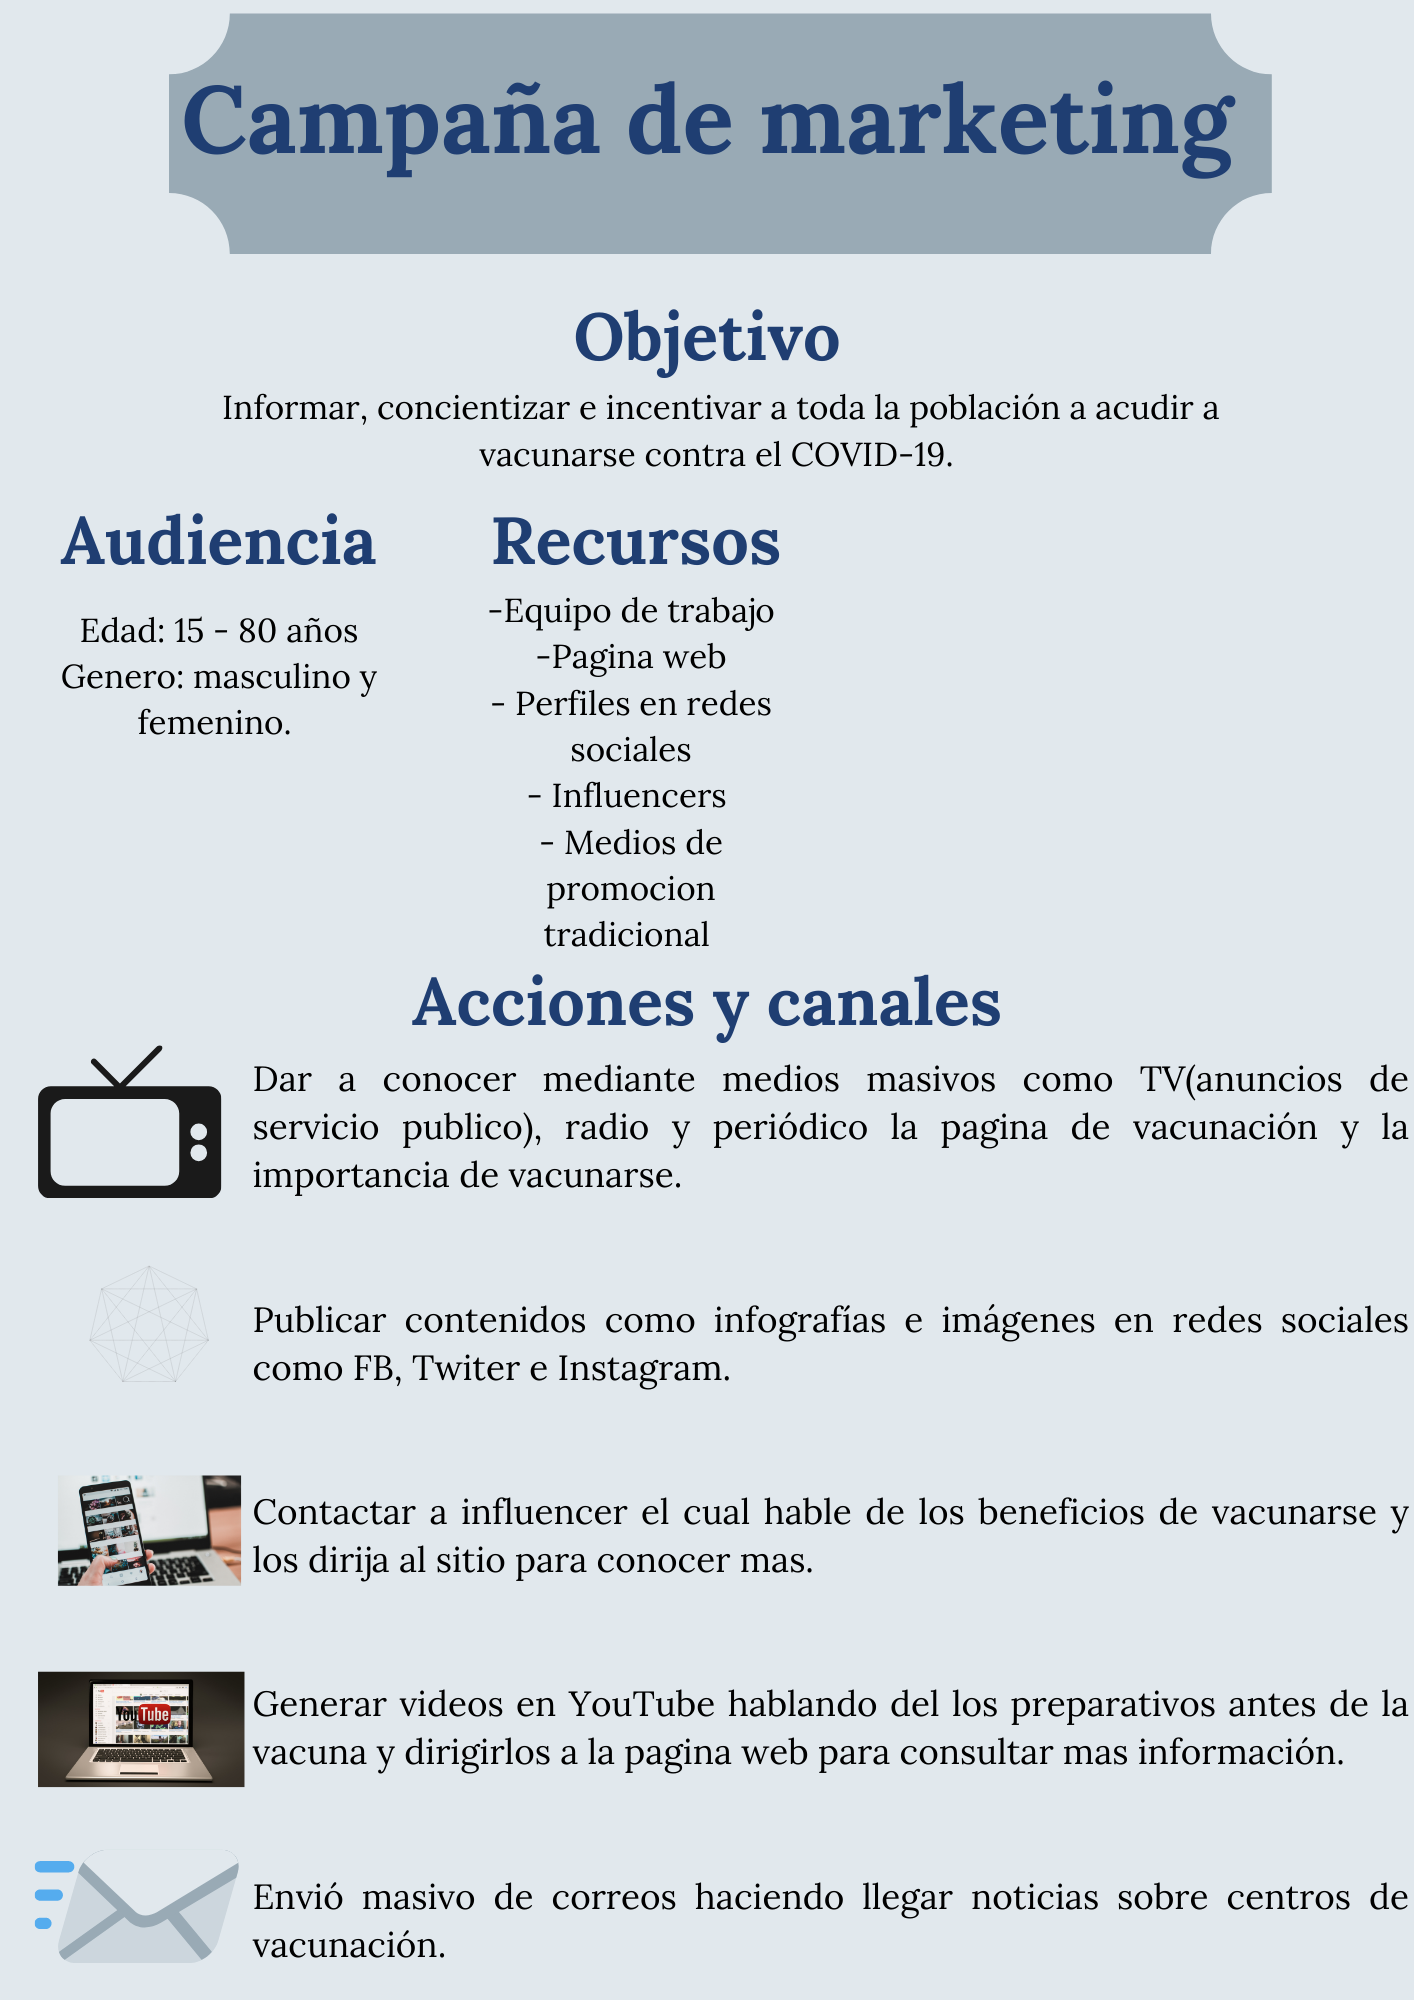 Campaña de marketing
Objetivo
Informar, concientizar e incentivar a toda la población a acudir a
vacunarse contra el COVID-19.
Audiencia
Edad: 15 - 80 años
Genero: masculino y
femenino.
Recursos
-Equipo de trabajo
-Pagina web
- Perfiles en redes
sociales
- Influencers
- Medios de
promocion
tradicional
Acciones y canales
Dar a conocer mediante medios masivos como TV(anuncios de
servicio publico), radio y periódico la pagina de vacunación y la
importancia de vacunarse.
Publicar contenidos como infografías e imágenes en redes sociales
como FB, Twiter e Instagram.
Contactar a influencer el cual hable de los beneficios de vacunarse y
los dirija al sitio para conocer mas.
YouTube
Generar videos en YouTube hablando del los preparativos antes de la
vacuna y dirigirlos a la pagina web para consultar mas información.
Envió masivo de correos haciendo llegar noticias sobre centros de
vacunación.